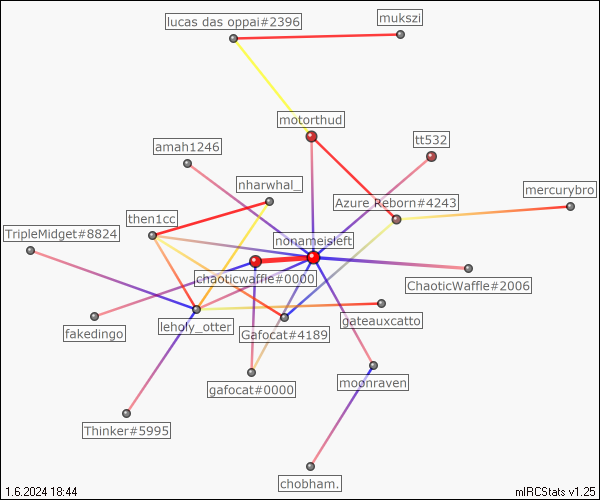 lucas das oppai#2396
mukszi
motorthud
tt532
amah1246
nharwhal_
mercurybro
Azure Reborn#4243
then1cc
TripleMidget#8824
nonameisleft
chaoticwaffle#0000
ChaoticWaffle#2006
fakedingo
leholy_otter
Gafocat#4189
gateauxcatto
gafocat#0000
moonraven
Thinker#5995
chobham.
1.6.2024 18:44
mIRCStats v1.25